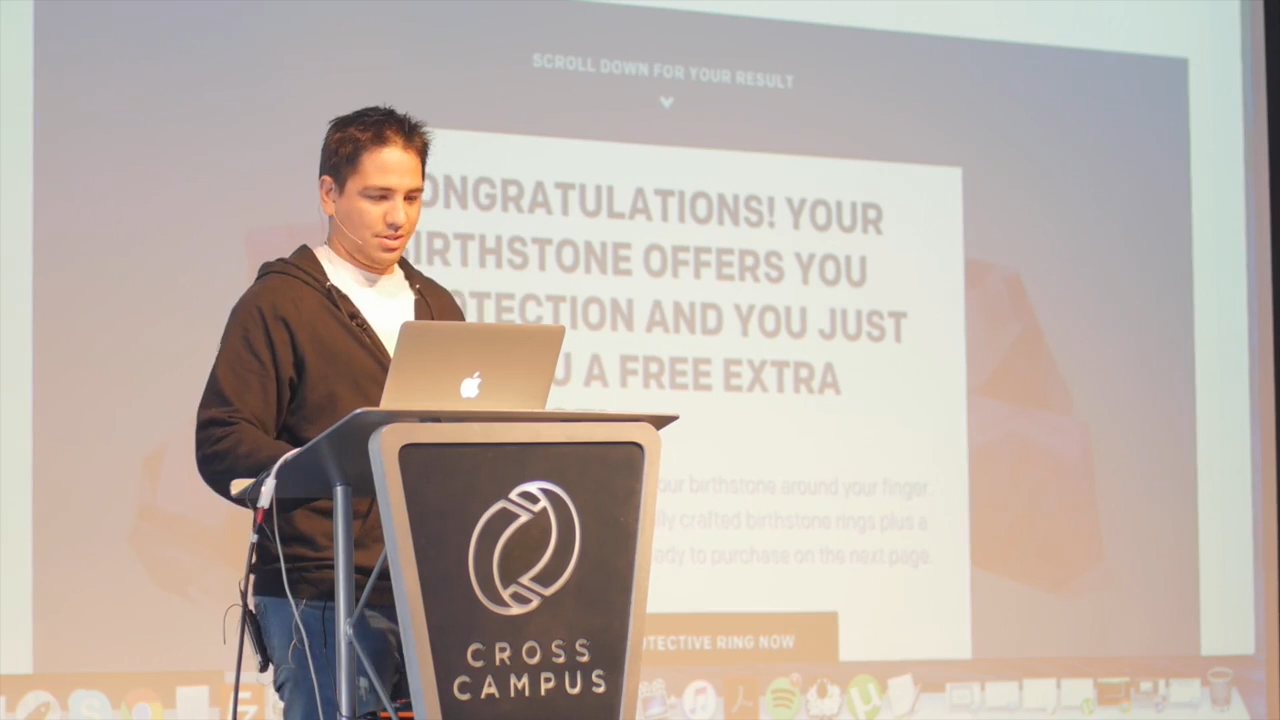 SCROLL DOWN FOR YOUR RESULT
ONGRATULATIONS! YOUR
BIRTHSTONE OFFERS YOU
OTECTION AND YOU JUST
U A FREE EXTRA
our birthstone around your finger.
lly crafted birthstone rings plus a
ady to purchase on the next page.
OTECTIVE RING NOW
CROSS
CAMPUS